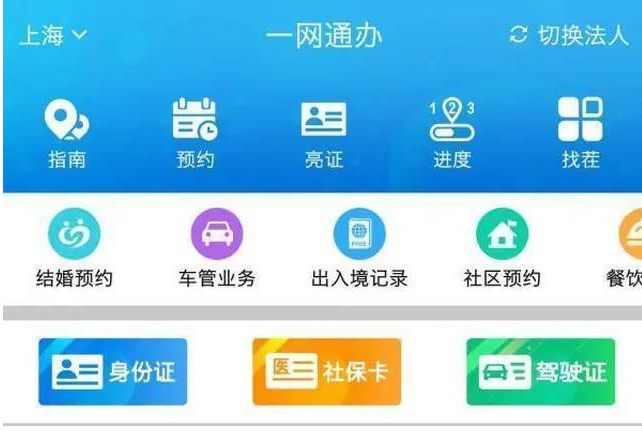 上海 一网通办 切换法人
1 2 3
指南 预约 亮证 进度 找茬
PASS
结婚预约 车管业务 出入境记录 社区预约 餐饮
医
身份证 社保卡 驾驶证